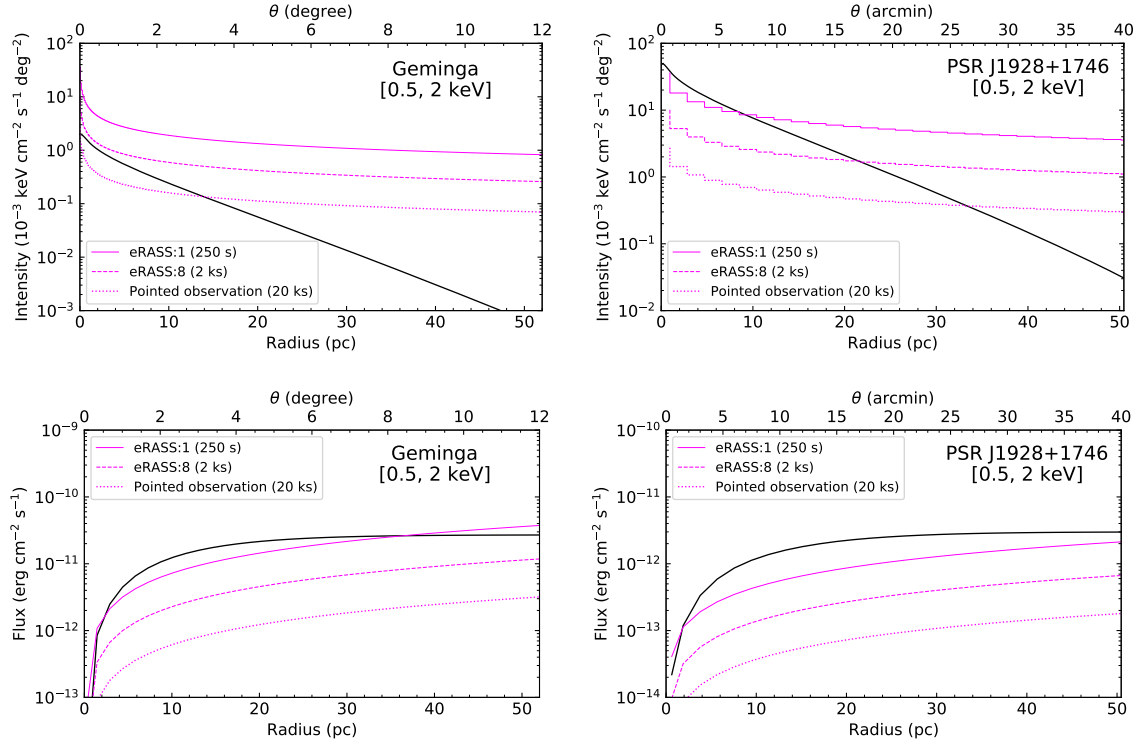 θ (degree)
0 2 4 6 8 10 12
10² 10¹ 10⁰ 10⁻¹ 10⁻² 10⁻³
Intensity (10⁻³ keV cm⁻² s⁻¹ deg⁻²)
Geminga
[0.5, 2 keV]
eRASS:1 (250 s)
eRASS:8 (2 ks)
Pointed observation (20 ks)
0 10 20 30 40 50
Radius (pc)
θ (arcmin)
0 5 10 15 20 25 30 35 40
10² 10¹ 10⁰ 10⁻¹ 10⁻²
Intensity (10⁻³ keV cm⁻² s⁻¹ deg⁻²)
PSR J1928+1746
[0.5, 2 keV]
eRASS:1 (250 s)
eRASS:8 (2 ks)
Pointed observation (20 ks)
0 10 20 30 40 50
Radius (pc)
θ (degree)
0 2 4 6 8 10 12
10⁻⁹ 10⁻¹⁰ 10⁻¹¹ 10⁻¹² 10⁻¹³
Flux (erg cm⁻² s⁻¹)
eRASS:1 (250 s)
eRASS:8 (2 ks)
Pointed observation (20 ks)
Geminga
[0.5, 2 keV]
0 10 20 30 40 50
Radius (pc)
θ (arcmin)
0 5 10 15 20 25 30 35 40
10⁻¹⁰ 10⁻¹¹ 10⁻¹² 10⁻¹³ 10⁻¹⁴
Flux (erg cm⁻² s⁻¹)
eRASS:1 (250 s)
eRASS:8 (2 ks)
Pointed observation (20 ks)
PSR J1928+1746
[0.5, 2 keV]
0 10 20 30 40 50
Radius (pc)